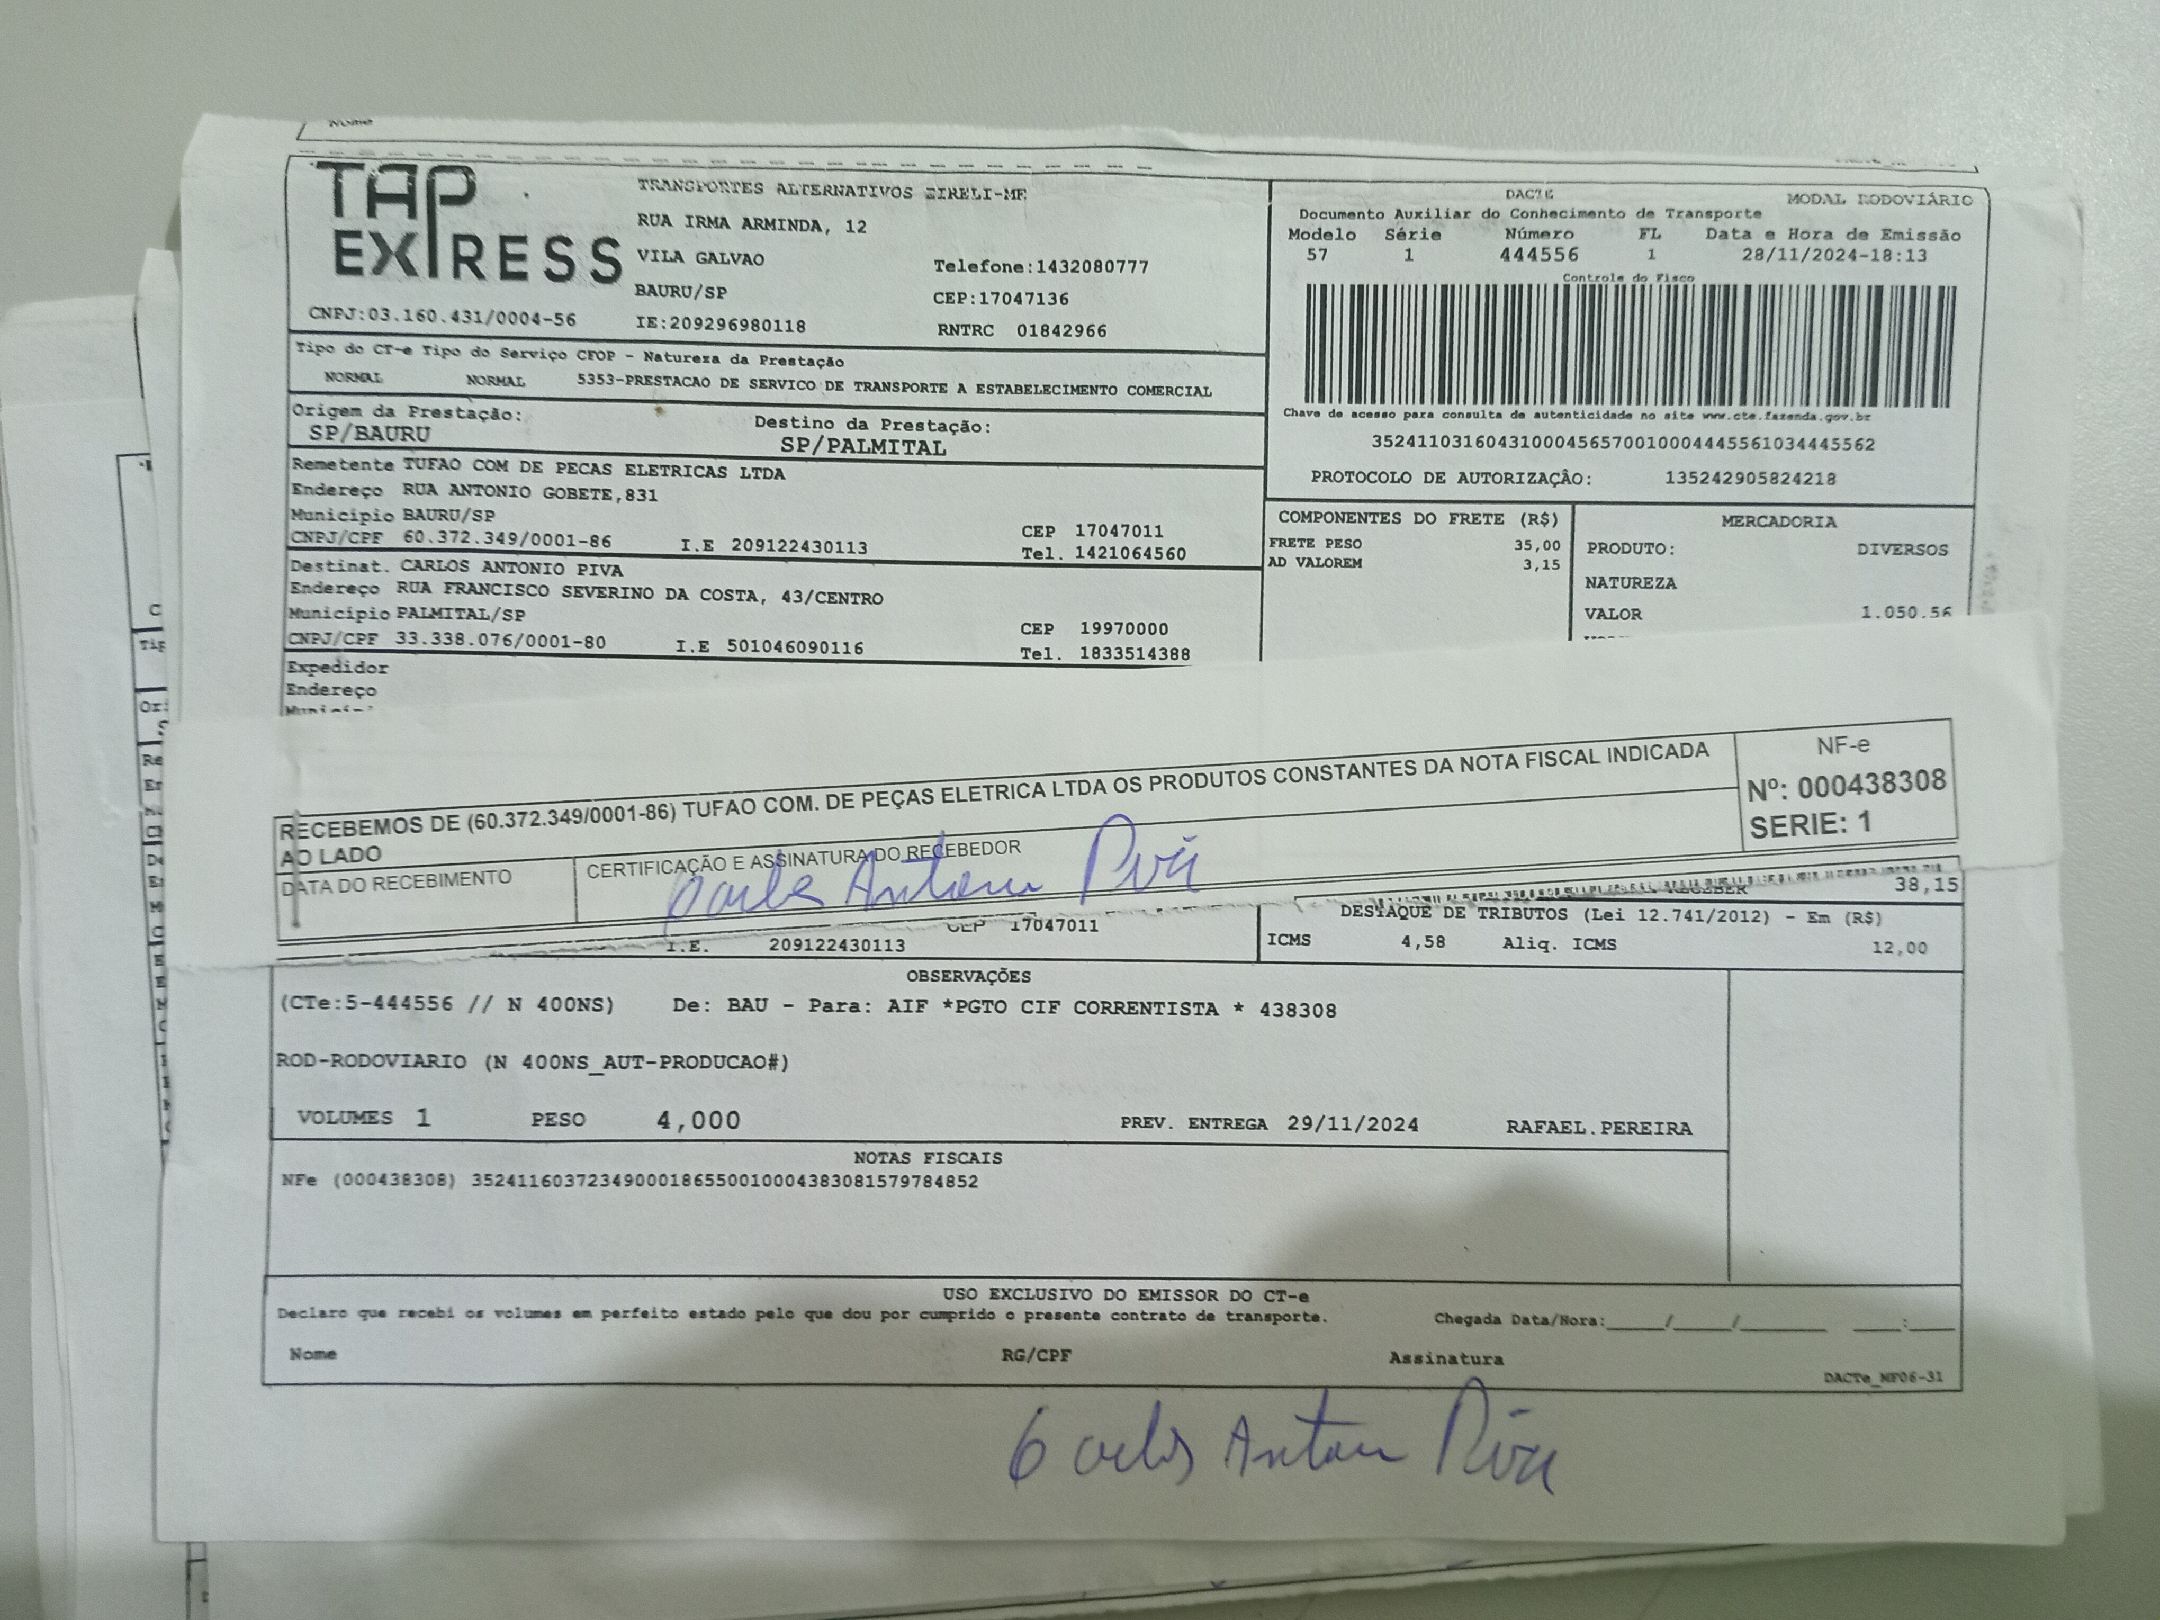 Nome
TAP EXPRESS
TRANSPORTES ALTERNATIVOS EIRELI-ME
RUA IRMA ARMINDA, 12
VILA GALVAO Telefone:1432080777
BAURU/SP CEP:17047136
CNPJ:03.160.431/0004-56 IE:209296980118 RNTRC 01842966
DACTE MODAL RODOVIÁRIO
Documento Auxiliar do Conhecimento de Transporte
Modelo Série Número FL Data e Hora de Emissão
57 1 444556 1 28/11/2024-18:13
Controle do Fisco
Chave de acesso para consulta de autenticidade no site www.cte.fazenda.gov.br
35241103160431000456570010004445561034445562
PROTOCOLO DE AUTORIZAÇÂO: 135242905824218
Tipo do CT-e Tipo do Serviço CFOP - Natureza da Prestação
NORMAL NORMAL 5353-PRESTACAO DE SERVICO DE TRANSPORTE A ESTABELECIMENTO COMERCIAL
Origem da Prestação: Destino da Prestação:
SP/BAURU SP/PALMITAL
Remetente TUFAO COM DE PECAS ELETRICAS LTDA
Endereço RUA ANTONIO GOBETE,831
Município BAURU/SP CEP 17047011
CNPJ/CPF 60.372.349/0001-86 I.E 209122430113 Tel. 1421064560
Destinat. CARLOS ANTONIO PIVA
Endereço RUA FRANCISCO SEVERINO DA COSTA, 43/CENTRO
Município PALMITAL/SP CEP 19970000
CNPJ/CPF 33.338.076/0001-80 I.E 501046090116 Tel. 1833514388
Expedidor
Endereço
COMPONENTES DO FRETE (R$)
FRETE PESO 35,00
AD VALOREM 3,15
MERCADORIA
PRODUTO: DIVERSOS
NATUREZA
VALOR 1.050.56
RECEBEMOS DE (60.372.349/0001-86) TUFAO COM. DE PEÇAS ELETRICA LTDA OS PRODUTOS CONSTANTES DA NOTA FISCAL INDICADA
AO LADO
DATA DO RECEBIMENTO CERTIFICAÇÃO E ASSINATURA DO RECEBEDOR
Carlos Antonio Piva
NF-e
Nº: 000438308
SERIE: 1
RECEBER 38,15
CEP 17047011
I.E. 209122430113
DESTAQUE DE TRIBUTOS (Lei 12.741/2012) - Em (R$)
ICMS 4,58 Aliq. ICMS 12,00
OBSERVAÇÕES
(CTe:5-444556 // N 400NS) De: BAU - Para: AIF *PGTO CIF CORRENTISTA * 438308
ROD-RODOVIARIO (N 400NS_AUT-PRODUCAO#)
VOLUMES 1 PESO 4,000 PREV. ENTREGA 29/11/2024 RAFAEL.PEREIRA
NOTAS FISCAIS
NFe (000438308) 35241160372349000186550010004383081579784852
USO EXCLUSIVO DO EMISSOR DO CT-e
Declaro que recebi os volumes em perfeito estado pelo que dou por cumprido o presente contrato de transporte. Chegada Data/Hora:_____/_____/_______ ____:____
Nome RG/CPF Assinatura
DACTe_NF06-31
Carlos Antonio Piva